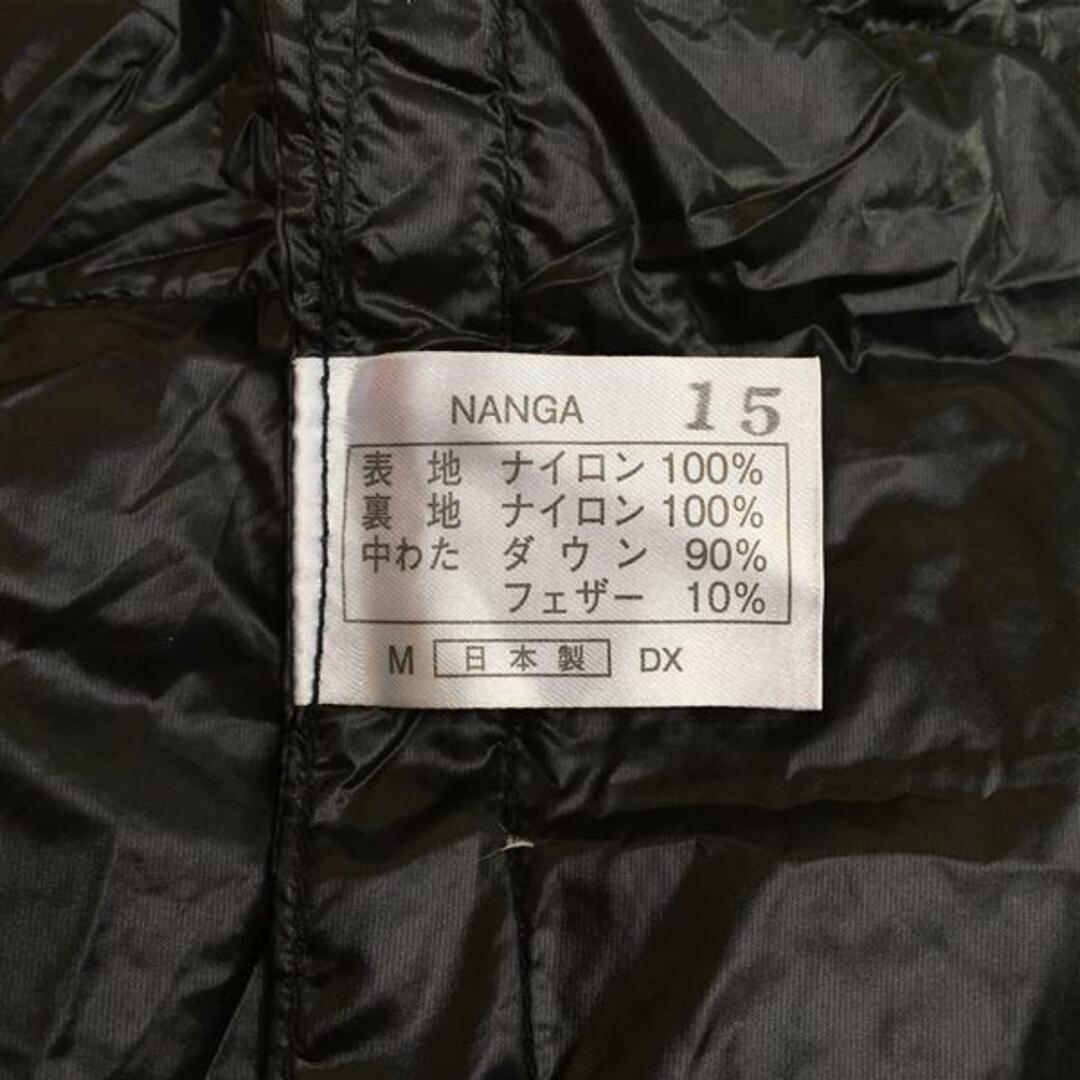 NANGA 15
表地 ナイロン 100%
裏地 ナイロン 100%
中わた ダウン 90%
フェザー 10%
M 日本製 DX